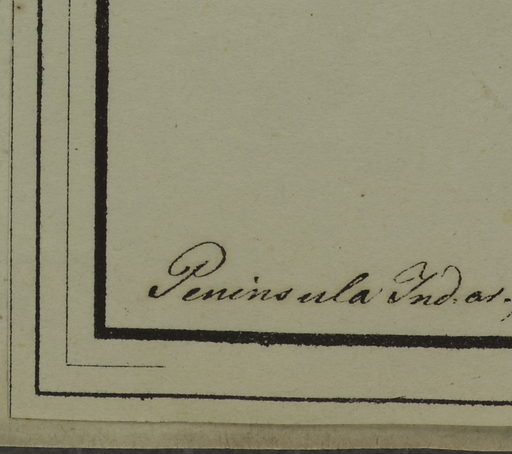 Peninsula Ind. or.